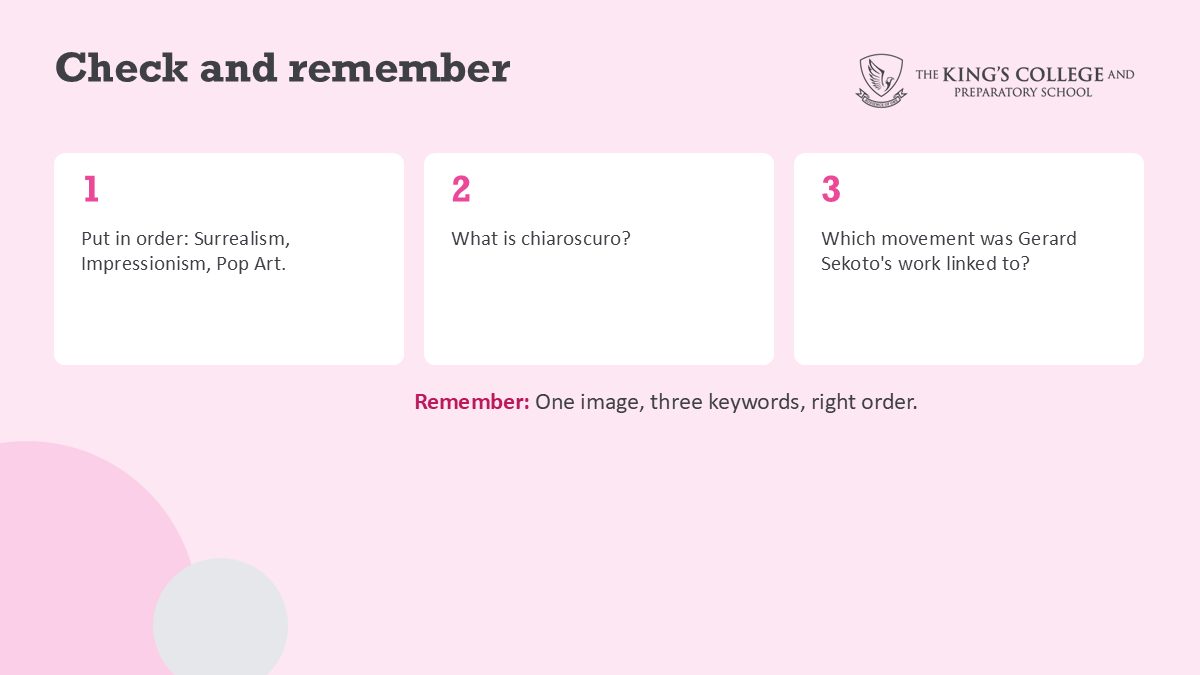 Check and remember
THE KING'S COLLEGE AND
PREPARATORY SCHOOL
1
Put in order: Surrealism,
Impressionism, Pop Art.
2
What is chiaroscuro?
3
Which movement was Gerard
Sekoto's work linked to?
Remember: One image, three keywords, right order.